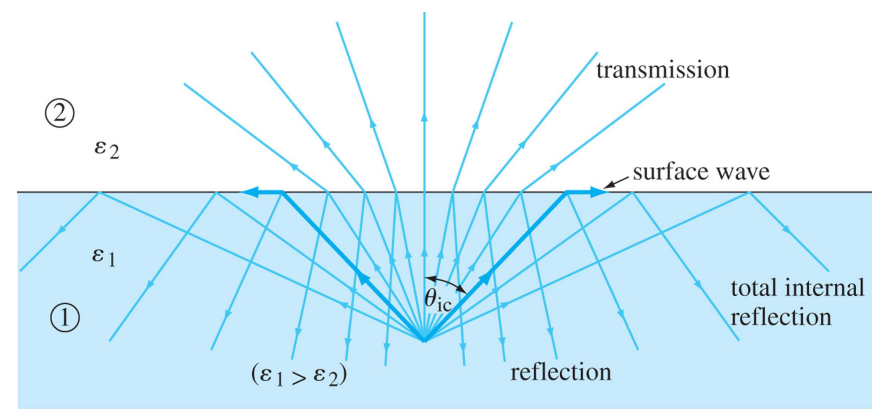 transmission
②
ε₂
surface wave
ε₁
θic
total internal
reflection
①
(ε₁ > ε₂)
reflection